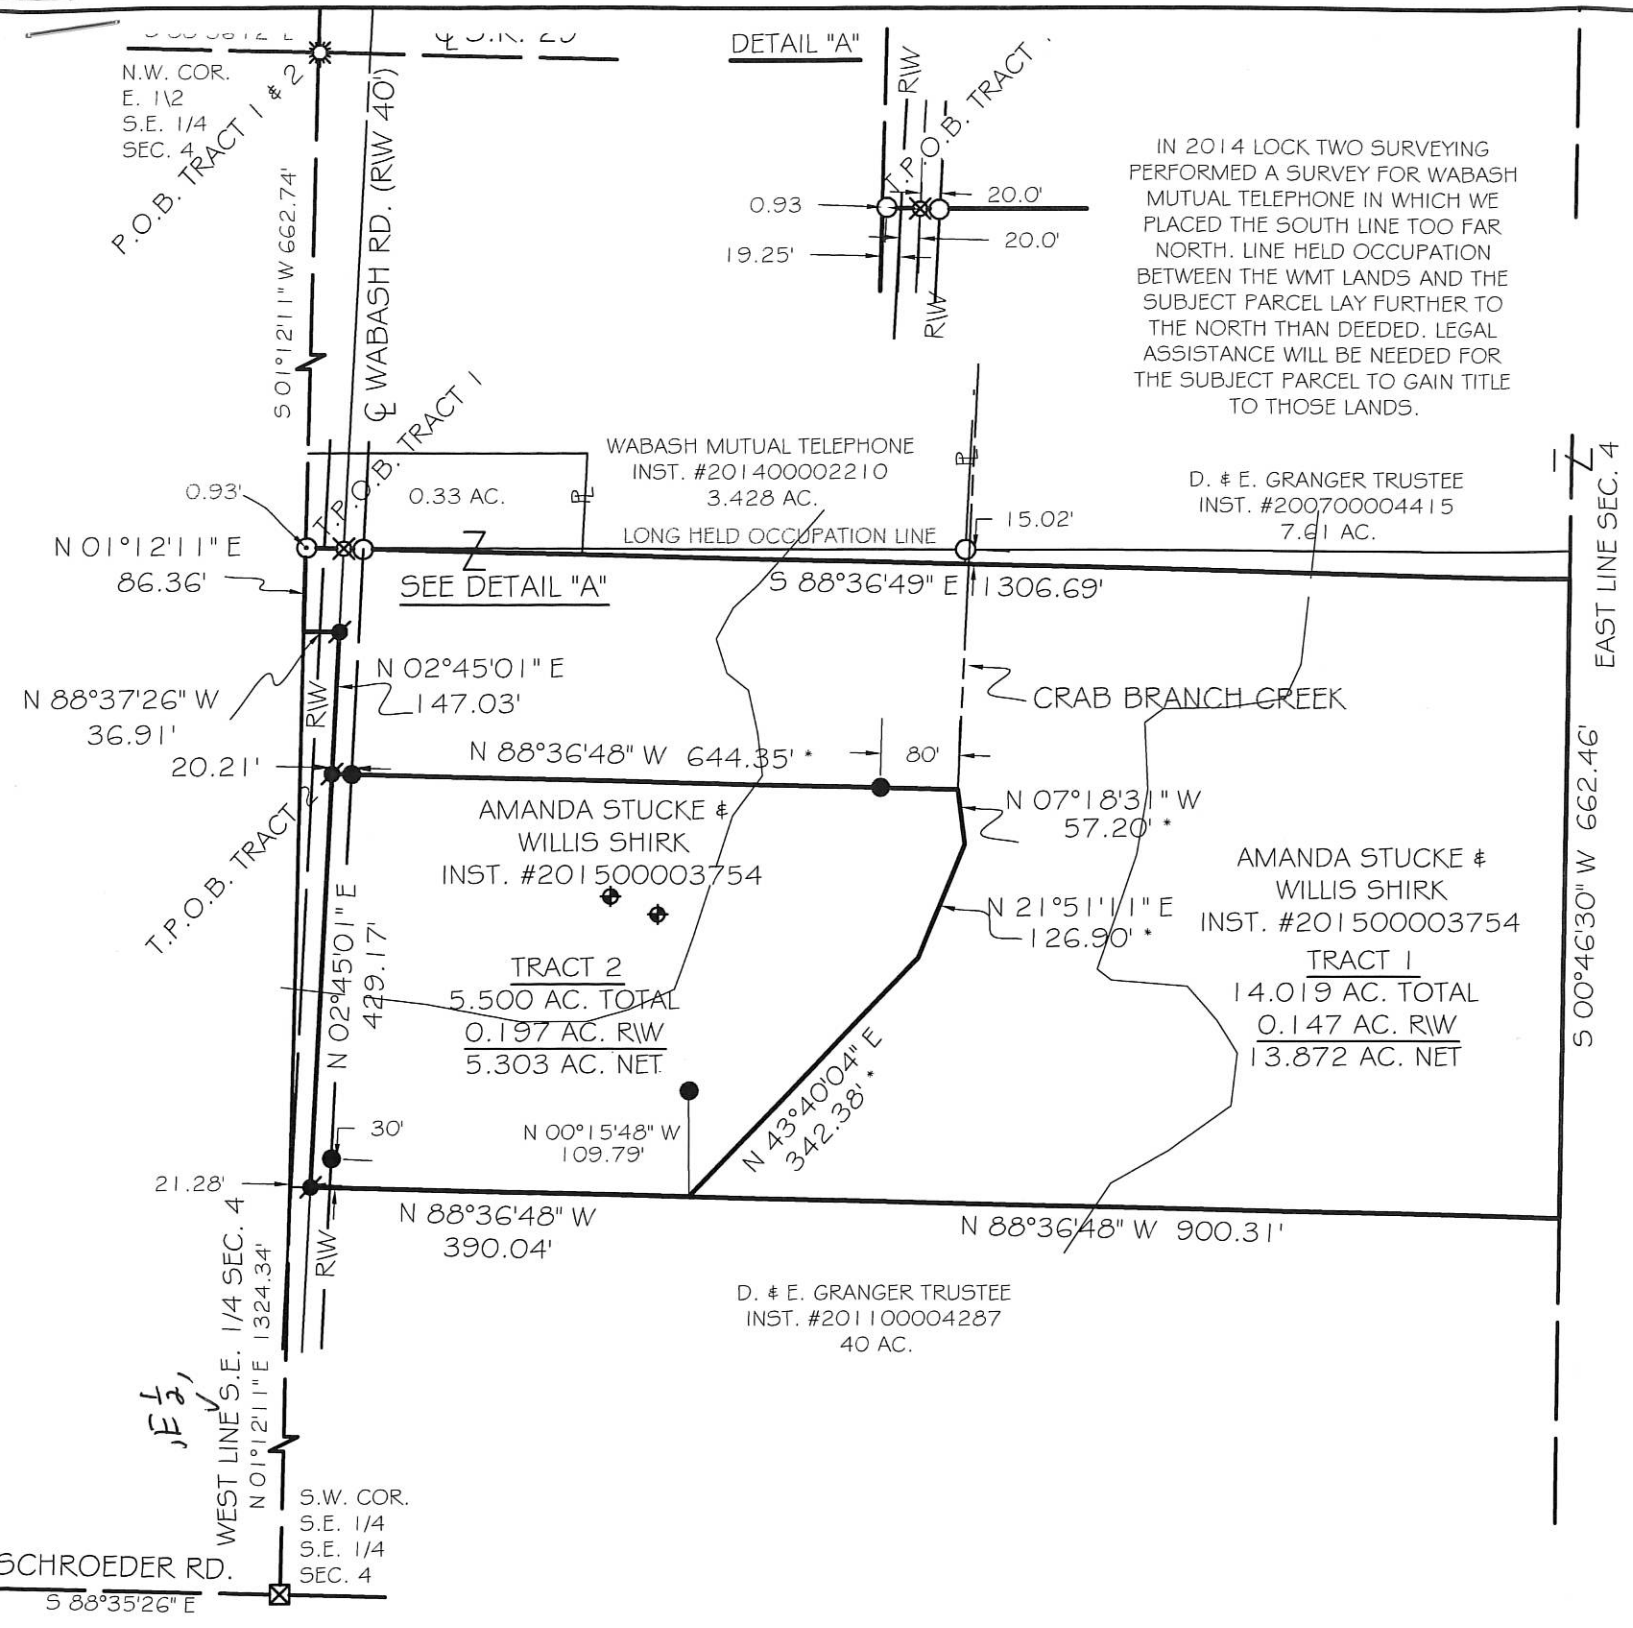 DETAIL "A"
N.W. COR.
E. 1\2
S.E. 1/4
SEC. 4
P.O.B. TRACT 1 & 2
S 01°12'11" W 662.74'
℄ WABASH RD. (R\W 40')
R\W
T.P.O.B. TRACT
0.93
20.0'
20.0'
19.25'
R\W
IN 2014 LOCK TWO SURVEYING
PERFORMED A SURVEY FOR WABASH
MUTUAL TELEPHONE IN WHICH WE
PLACED THE SOUTH LINE TOO FAR
NORTH. LINE HELD OCCUPATION
BETWEEN THE WMT LANDS AND THE
SUBJECT PARCEL LAY FURTHER TO
THE NORTH THAN DEEDED. LEGAL
ASSISTANCE WILL BE NEEDED FOR
THE SUBJECT PARCEL TO GAIN TITLE
TO THOSE LANDS.
T.P.O.B. TRACT 1
WABASH MUTUAL TELEPHONE
INST. #201400002210
3.428 AC.
0.33 AC.
0.93'
D. & E. GRANGER TRUSTEE
INST. #200700004415
7.61 AC.
15.02'
LONG HELD OCCUPATION LINE
EAST LINE SEC. 4
N 01°12'11" E
86.36'
SEE DETAIL "A"
S 88°36'49" E 1306.69'
N 02°45'01" E
147.03'
R\W
CRAB BRANCH CREEK
N 88°37'26" W
36.91'
20.21'
N 88°36'48" W 644.35' *
80'
N 07°18'31" W
57.20' *
T.P.O.B. TRACT 2
AMANDA STUCKE &
WILLIS SHIRK
INST. #201500003754
TRACT 2
5.500 AC. TOTAL
0.197 AC. R\W
5.303 AC. NET
N 21°51'11" E
126.90' *
AMANDA STUCKE &
WILLIS SHIRK
INST. #201500003754
TRACT 1
14.019 AC. TOTAL
0.147 AC. R\W
13.872 AC. NET
S 00°46'30" W 662.46'
N 02°45'01" E
429.17'
N 43°40'04" E
342.38' *
N 00°15'48" W
109.79'
30'
21.28'
R\W
N 88°36'48" W
390.04'
N 88°36'48" W 900.31'
D. & E. GRANGER TRUSTEE
INST. #201100004287
40 AC.
WEST LINE S.E. 1/4 SEC. 4
N 01°12'11" E 1324.34'
,E ½,
S.W. COR.
S.E. 1/4
S.E. 1/4
SEC. 4
SCHROEDER RD.
S 88°35'26" E